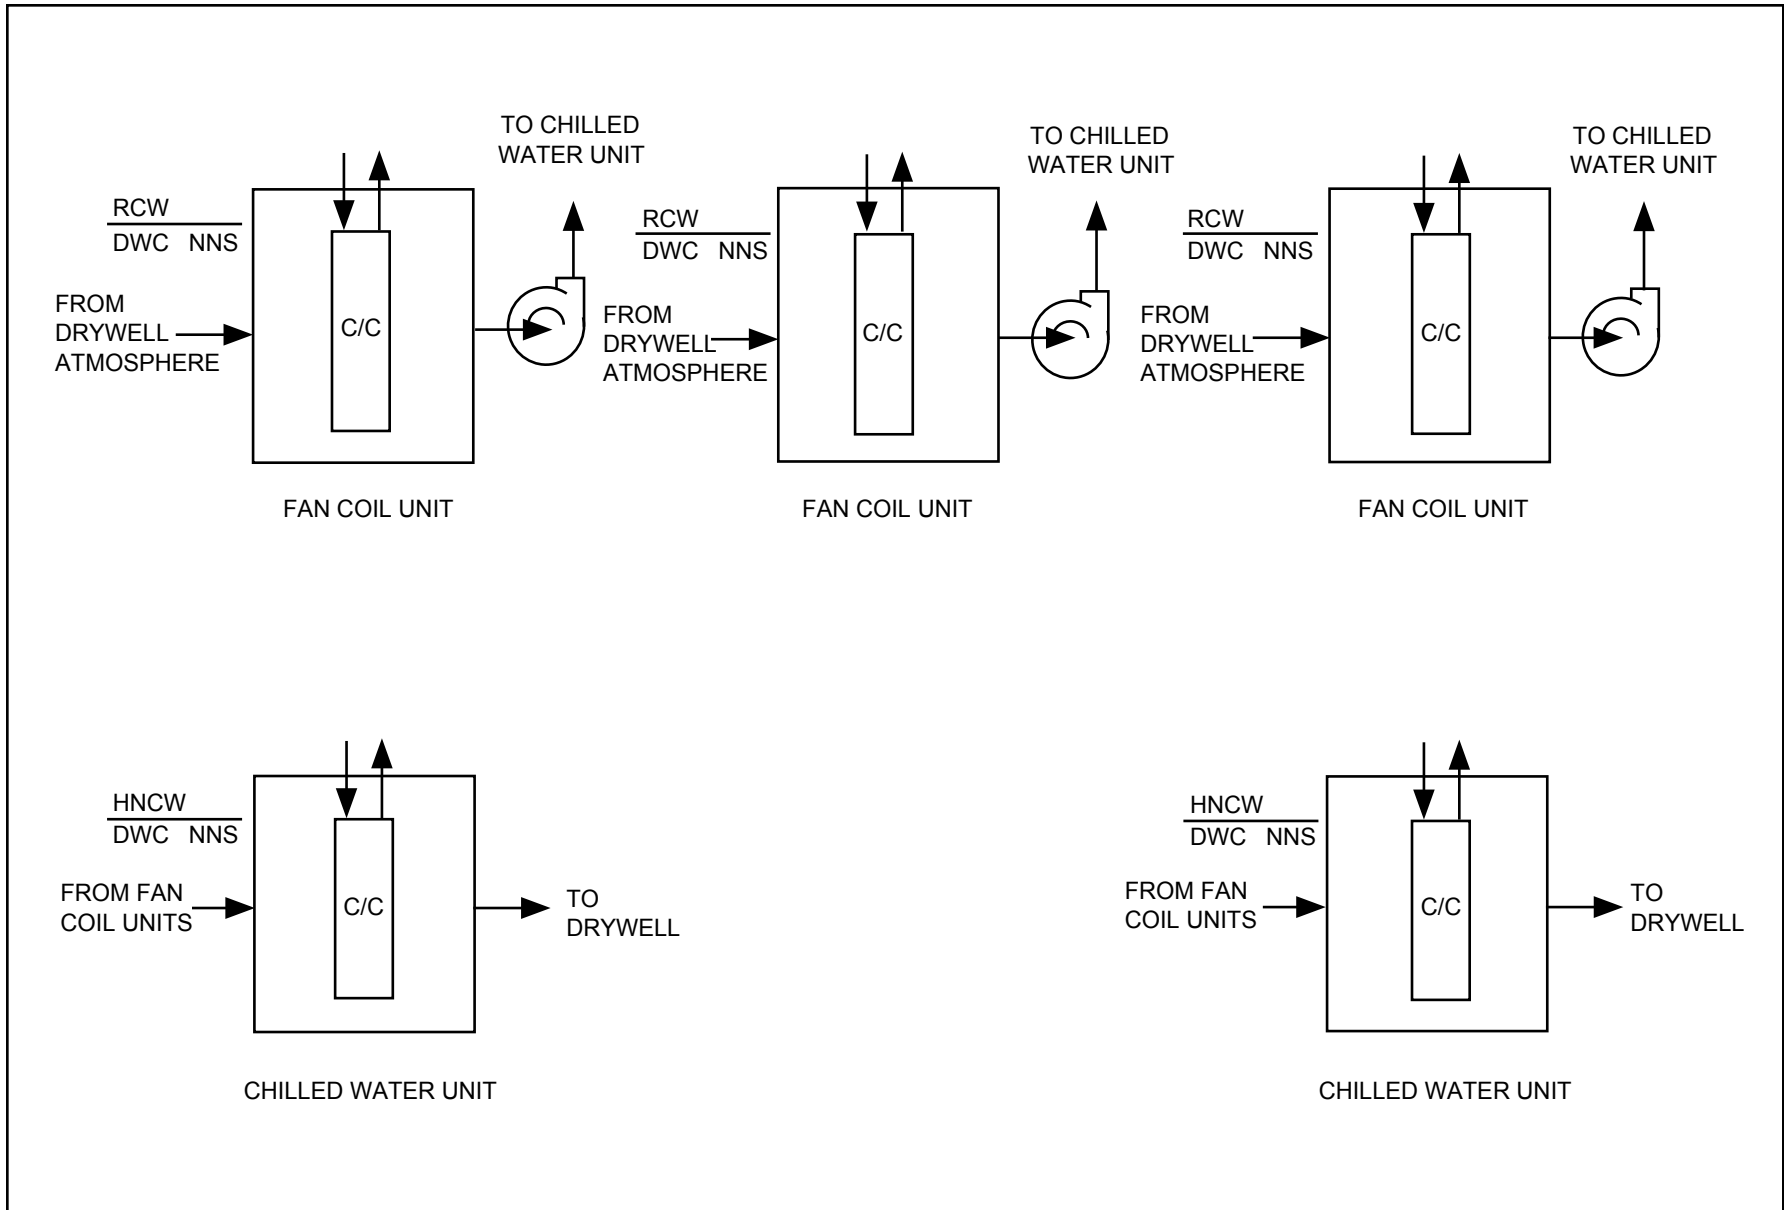 TO CHILLED
WATER UNIT
RCW
DWC NNS
FROM
DRYWELL
ATMOSPHERE
C/C
FAN COIL UNIT
TO CHILLED
WATER UNIT
RCW
DWC NNS
FROM
DRYWELL
ATMOSPHERE
C/C
FAN COIL UNIT
TO CHILLED
WATER UNIT
RCW
DWC NNS
FROM
DRYWELL
ATMOSPHERE
C/C
FAN COIL UNIT
HNCW
DWC NNS
FROM FAN
COIL UNITS
C/C
TO
DRYWELL
CHILLED WATER UNIT
HNCW
DWC NNS
FROM FAN
COIL UNITS
C/C
TO
DRYWELL
CHILLED WATER UNIT